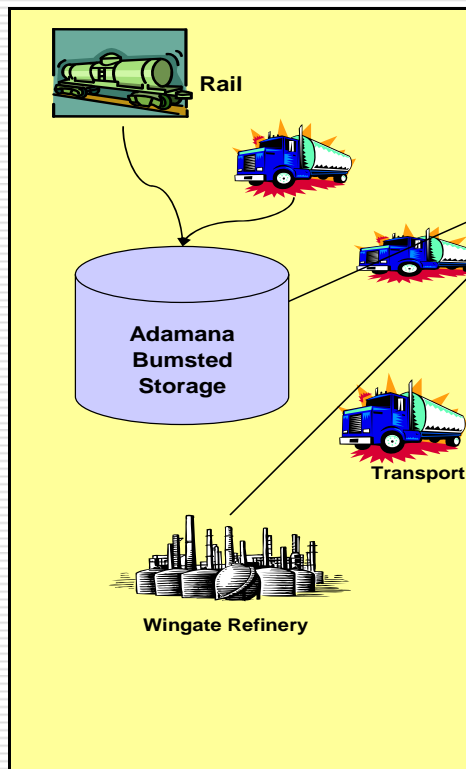 Rail
Adamana
Bumsted
Storage
Transport
Wingate Refinery